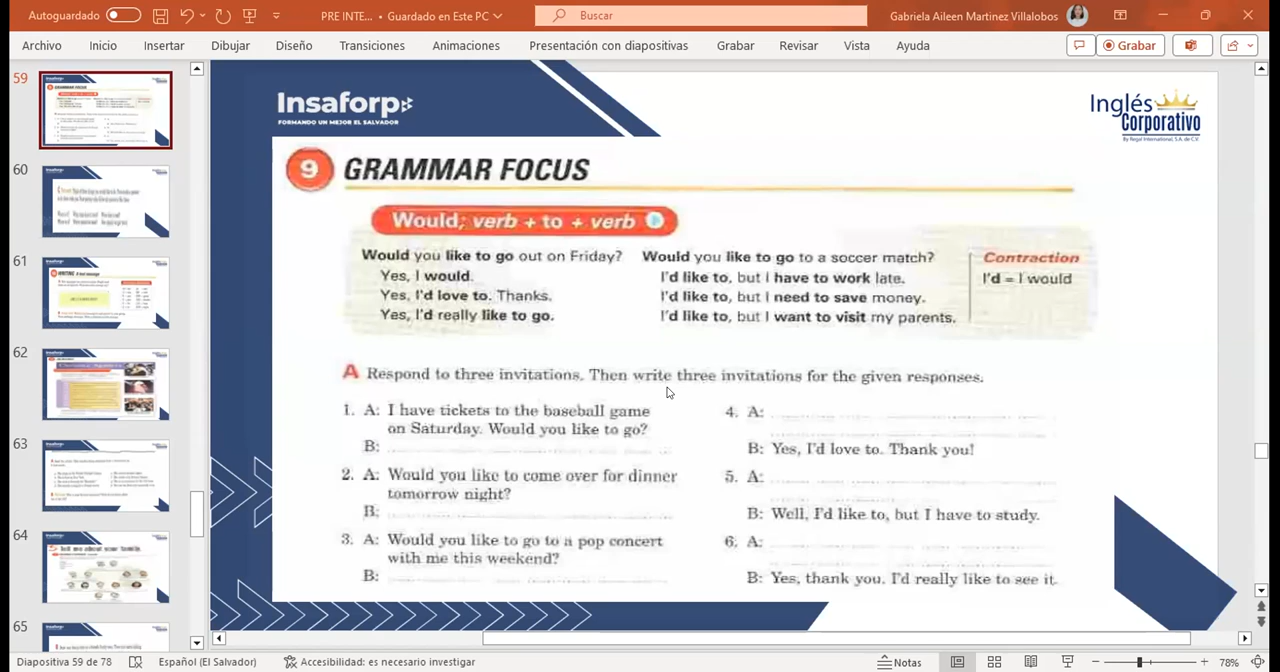 Autoguardado
PRE INTE... • Guardado en Este PC
Buscar
Gabriela Aileen Martinez Villalobos
Archivo Inicio Insertar Dibujar Diseño Transiciones Animaciones Presentación con diapositivas Grabar Revisar Vista Ayuda
Grabar
59
60
61
62
63
64
65
Insaforp
FORMANDO UN MEJOR EL SALVADOR
Inglés
Corporativo
By Regal International, S.A. de C.V.
9 GRAMMAR FOCUS
Would; verb + to + verb
Would you like to go out on Friday?
Yes, I would.
Yes, I'd love to. Thanks.
Yes, I'd really like to go.
Would you like to go to a soccer match?
I'd like to, but I have to work late.
I'd like to, but I need to save money.
I'd like to, but I want to visit my parents.
Contraction
I'd = I would
A Respond to three invitations. Then write three invitations for the given responses.
1. A: I have tickets to the baseball game
on Saturday. Would you like to go?
B:
2. A: Would you like to come over for dinner
tomorrow night?
B:
3. A: Would you like to go to a pop concert
with me this weekend?
B:
4. A:
B: Yes, I'd love to. Thank you!
5. A:
B: Well, I'd like to, but I have to study.
6. A:
B: Yes, thank you. I'd really like to see it.
Tell me about your family.
Diapositiva 59 de 78
Español (El Salvador)
Accesibilidad: es necesario investigar
Notas
78%